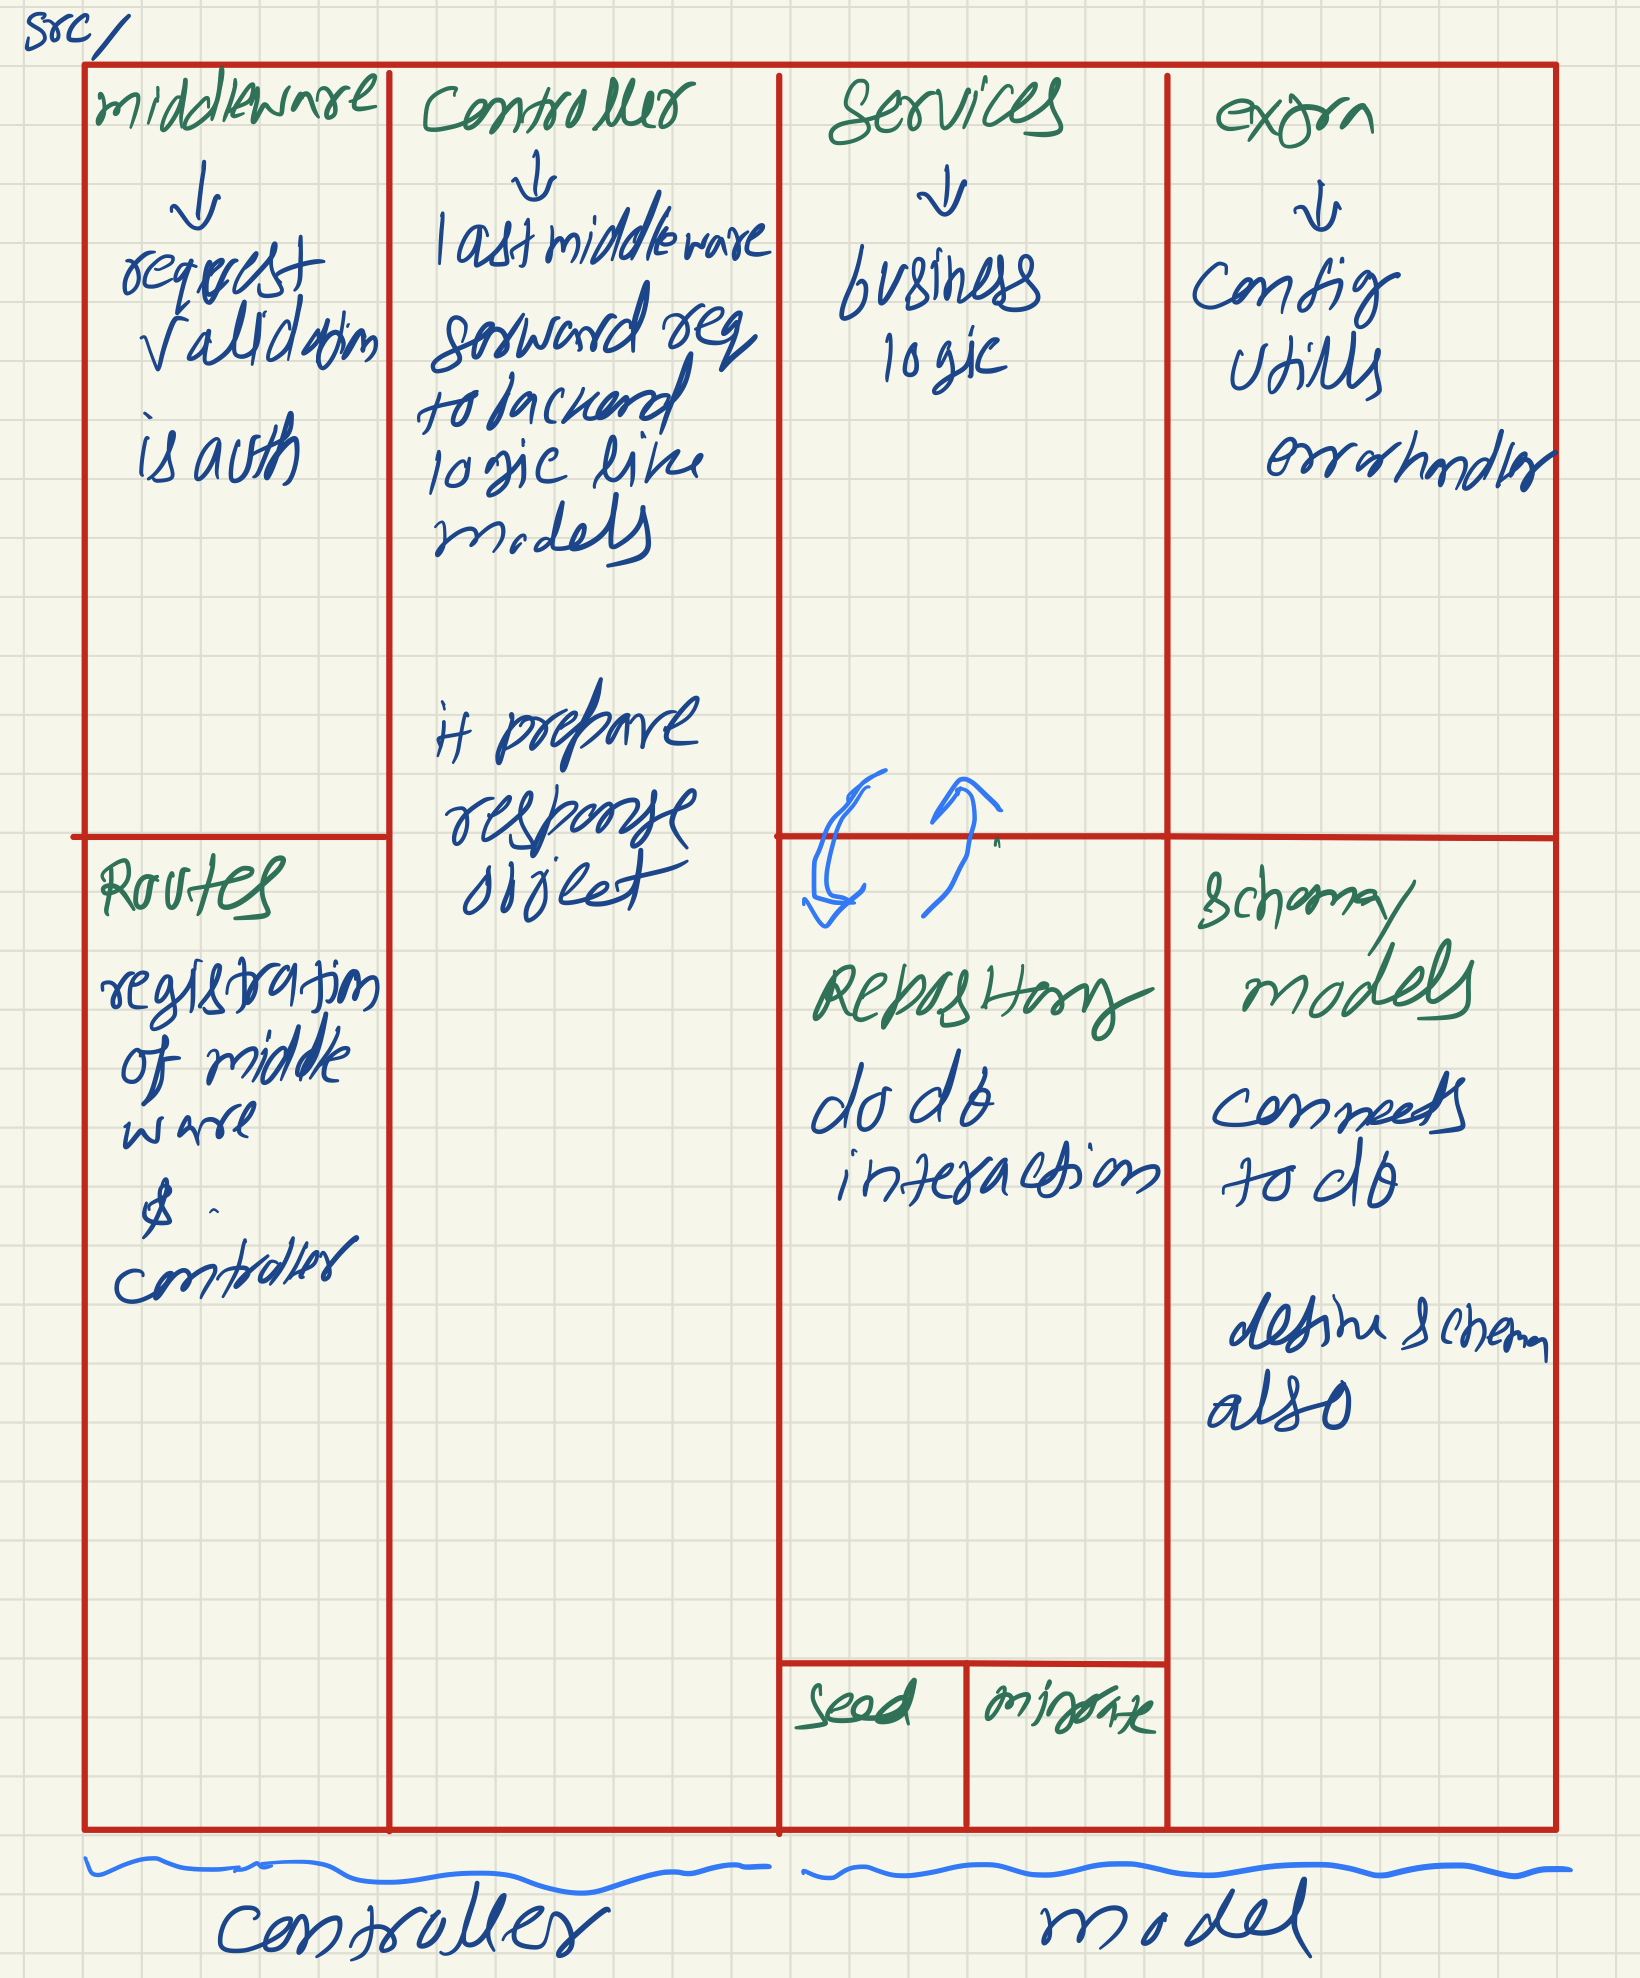 src/
middleware
↓
request
validation
is auth
Controller
↓
last middleware
forward req
to backend
logic like
models
it prepare
response
object
Services
↓
business
logic
↓
config
utills
error handler
Routes
registration
of middle
ware
&
controller
Repository
do db
interaction
schema/
models
connects
to db
define schema
also
seed
migrate
Controller
model